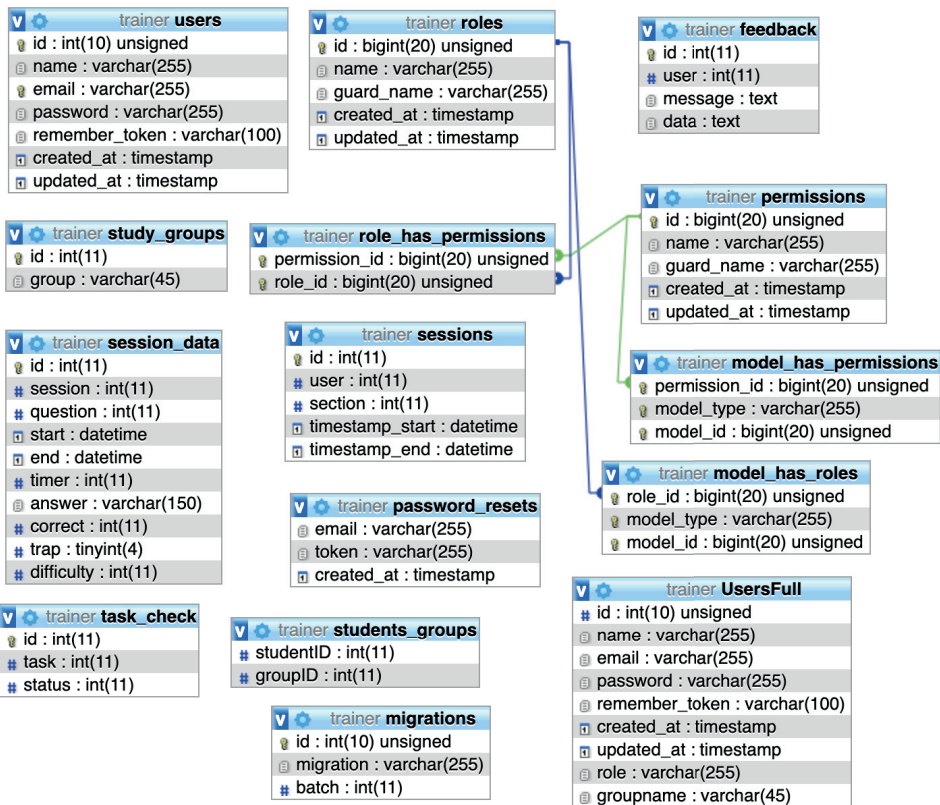 trainer users
id : int(10) unsigned
name : varchar(255)
email : varchar(255)
password : varchar(255)
remember_token : varchar(100)
created_at : timestamp
updated_at : timestamp
trainer roles
id : bigint(20) unsigned
name : varchar(255)
guard_name : varchar(255)
created_at : timestamp
updated_at : timestamp
trainer feedback
id : int(11)
user : int(11)
message : text
data : text
trainer study_groups
id : int(11)
group : varchar(45)
trainer role_has_permissions
permission_id : bigint(20) unsigned
role_id : bigint(20) unsigned
trainer permissions
id : bigint(20) unsigned
name : varchar(255)
guard_name : varchar(255)
created_at : timestamp
updated_at : timestamp
trainer session_data
id : int(11)
session : int(11)
question : int(11)
start : datetime
end : datetime
timer : int(11)
answer : varchar(150)
correct : int(11)
trap : tinyint(4)
difficulty : int(11)
trainer sessions
id : int(11)
user : int(11)
section : int(11)
timestamp_start : datetime
timestamp_end : datetime
trainer model_has_permissions
permission_id : bigint(20) unsigned
model_type : varchar(255)
model_id : bigint(20) unsigned
trainer model_has_roles
role_id : bigint(20) unsigned
model_type : varchar(255)
model_id : bigint(20) unsigned
trainer password_resets
email : varchar(255)
token : varchar(255)
created_at : timestamp
trainer task_check
id : int(11)
task : int(11)
status : int(11)
trainer students_groups
studentID : int(11)
groupID : int(11)
trainer migrations
id : int(10) unsigned
migration : varchar(255)
batch : int(11)
trainer UsersFull
id : int(10) unsigned
name : varchar(255)
email : varchar(255)
password : varchar(255)
remember_token : varchar(100)
created_at : timestamp
updated_at : timestamp
role : varchar(255)
groupname : varchar(45)